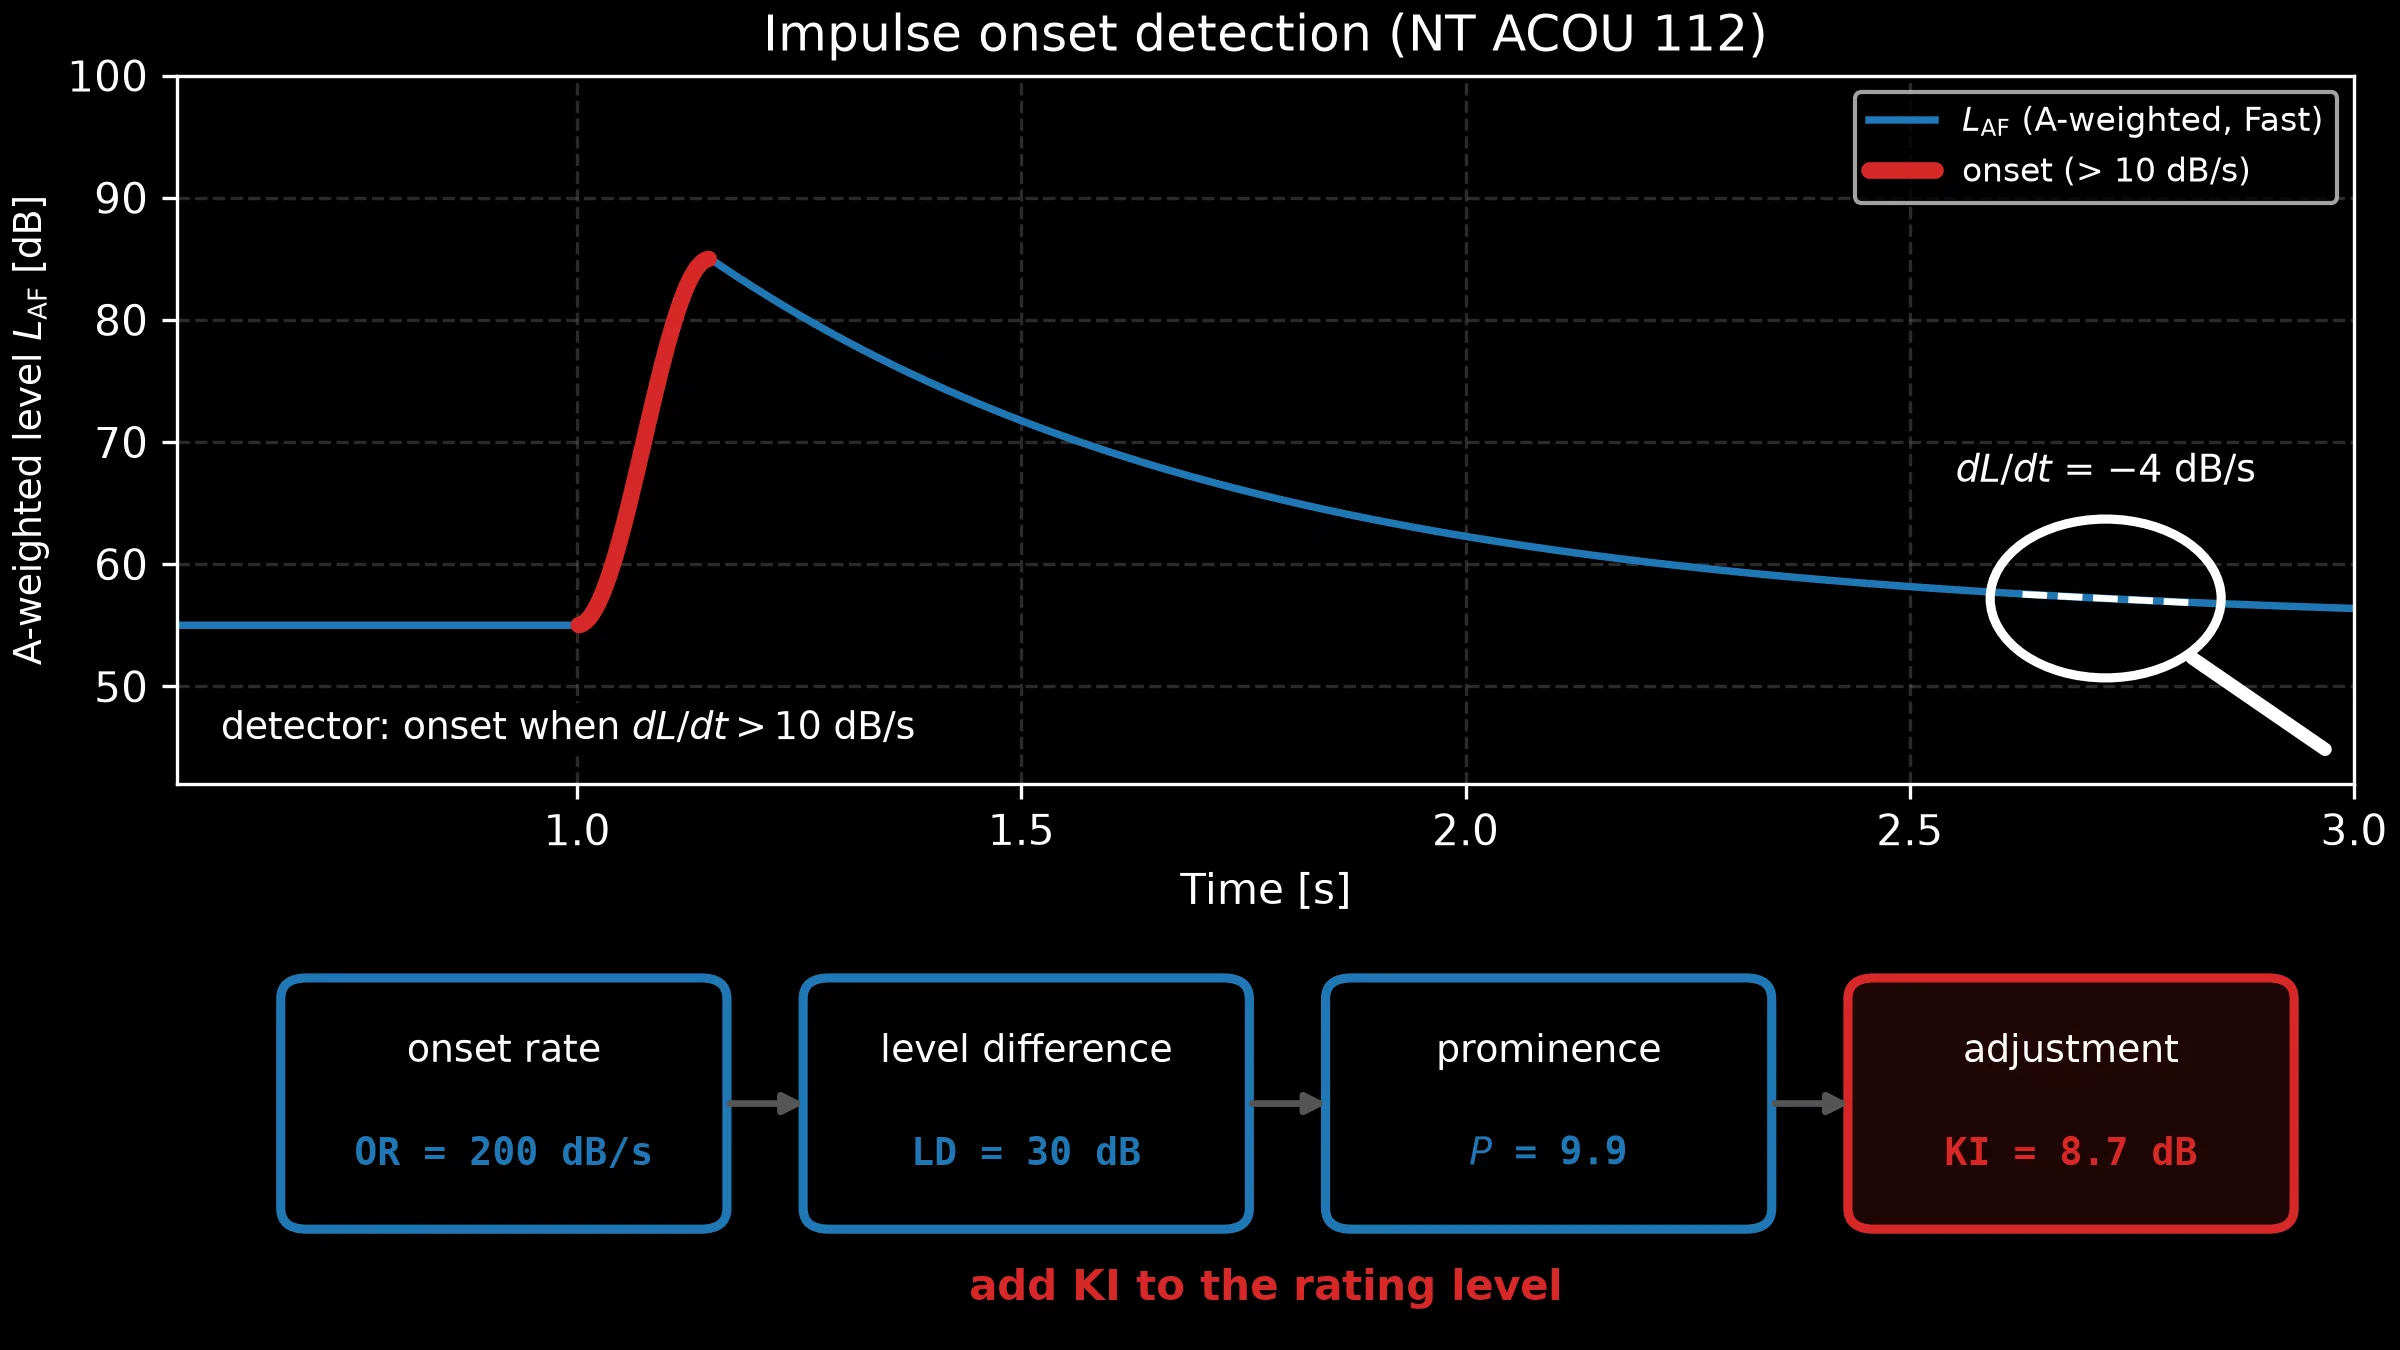 Impulse onset detection (NT ACOU 112)
A-weighted level L_AF [dB]
100
90
80
70
60
50
L_AF (A-weighted, Fast)
onset (> 10 dB/s)
dL/dt = −4 dB/s
detector: onset when dL/dt > 10 dB/s
1.0 1.5 2.0 2.5 3.0
Time [s]
onset rate
OR = 200 dB/s
level difference
LD = 30 dB
prominence
P = 9.9
adjustment
KI = 8.7 dB
add KI to the rating level